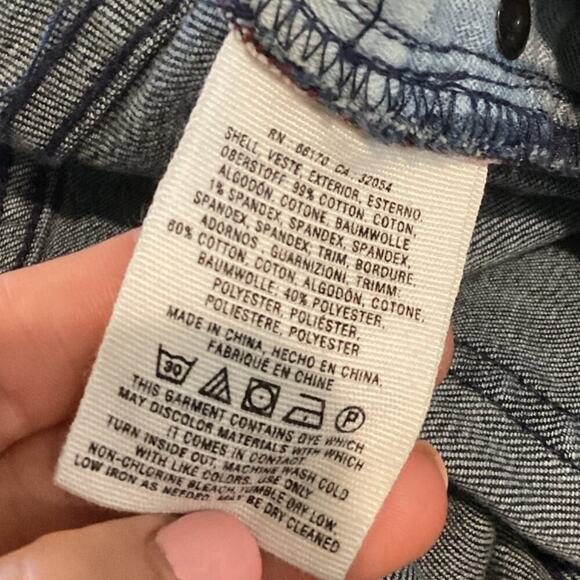 RN. 66170 CA. 32054
SHELL, VESTE, EXTERIOR, ESTERNO,
OBERSTOFF 99% COTTON, COTON,
ALGODÓN, COTONE, BAUMWOLLE
1% SPANDEX, SPANDEX, SPANDEX,
SPANDEX, SPANDEX; TRIM, BORDURE,
ADORNOS, GUARNIZIONI, TRIMM:
60% COTTON, COTON, ALGODÓN, COTONE,
BAUMWOLLE; 40% POLYESTER,
POLYESTER, POLIÉSTER,
POLIESTERE, POLYESTER
MADE IN CHINA, HECHO EN CHINA,
FABRIQUÉ EN CHINE
30 P
THIS GARMENT CONTAINS DYE WHICH
MAY DISCOLOR MATERIALS WITH WHICH
IT COMES IN CONTACT
TURN INSIDE OUT, MACHINE WASH COLD
WITH LIKE COLORS, USE ONLY
NON-CHLORINE BLEACH, TUMBLE DRY LOW,
LOW IRON AS NEEDED, MAY BE DRY CLEANED